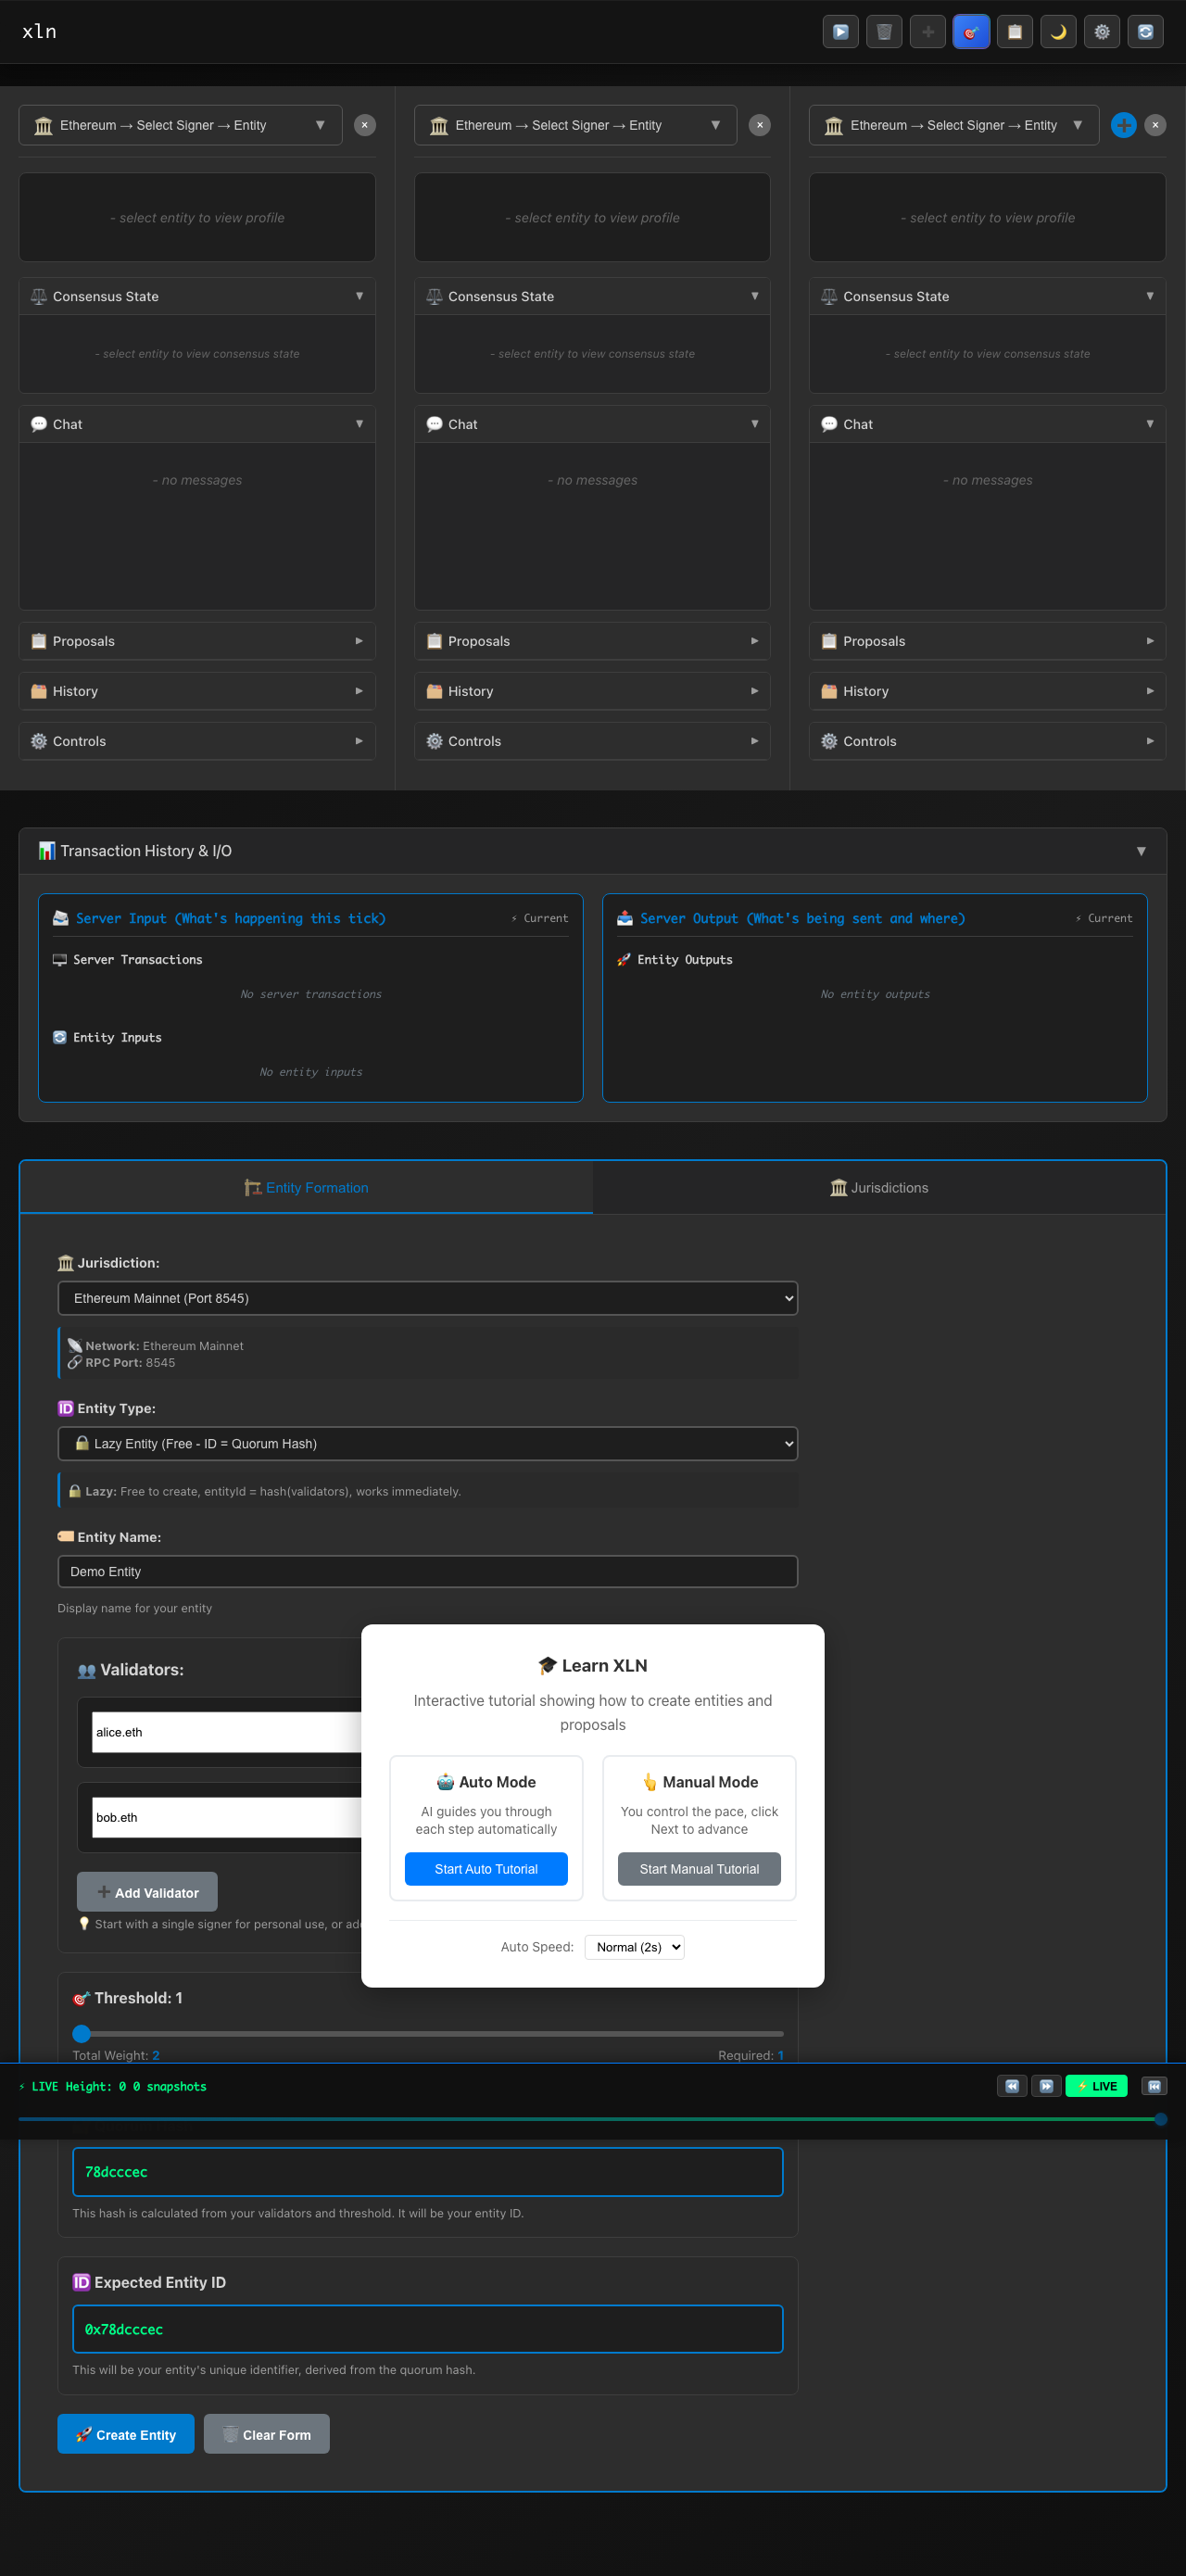 xln
Ethereum → Select Signer → Entity
Ethereum → Select Signer → Entity
Ethereum → Select Signer → Entity
- select entity to view profile
- select entity to view profile
- select entity to view profile
Consensus State
Consensus State
Consensus State
- select entity to view consensus state
- select entity to view consensus state
- select entity to view consensus state
Chat
Chat
Chat
- no messages
- no messages
- no messages
Proposals
Proposals
Proposals
History
History
History
Controls
Controls
Controls
Transaction History & I/O
Server Input (What's happening this tick)
⚡ Current
Server Transactions
No server transactions
Entity Inputs
No entity inputs
Server Output (What's being sent and where)
⚡ Current
Entity Outputs
No entity outputs
Entity Formation
Jurisdictions
Jurisdiction:
Ethereum Mainnet (Port 8545)
Network: Ethereum Mainnet
RPC Port: 8545
Entity Type:
Lazy Entity (Free - ID = Quorum Hash)
Lazy: Free to create, entityId = hash(validators), works immediately.
Entity Name:
Demo Entity
Display name for your entity
Validators:
alice.eth
bob.eth
Add Validator
Start with a single signer for personal use, or
Learn XLN
Interactive tutorial showing how to create entities and
proposals
Auto Mode
AI guides you through
each step automatically
Start Auto Tutorial
Manual Mode
You control the pace, click
Next to advance
Start Manual Tutorial
Auto Speed:
Normal (2s)
Threshold: 1
Total Weight: 2
Required: 1
⚡ LIVE Height: 0 0 snapshots
⚡ LIVE
78dcccec
This hash is calculated from your validators and threshold. It will be your entity ID.
Expected Entity ID
0x78dcccec
This will be your entity's unique identifier, derived from the quorum hash.
Create Entity
Clear Form